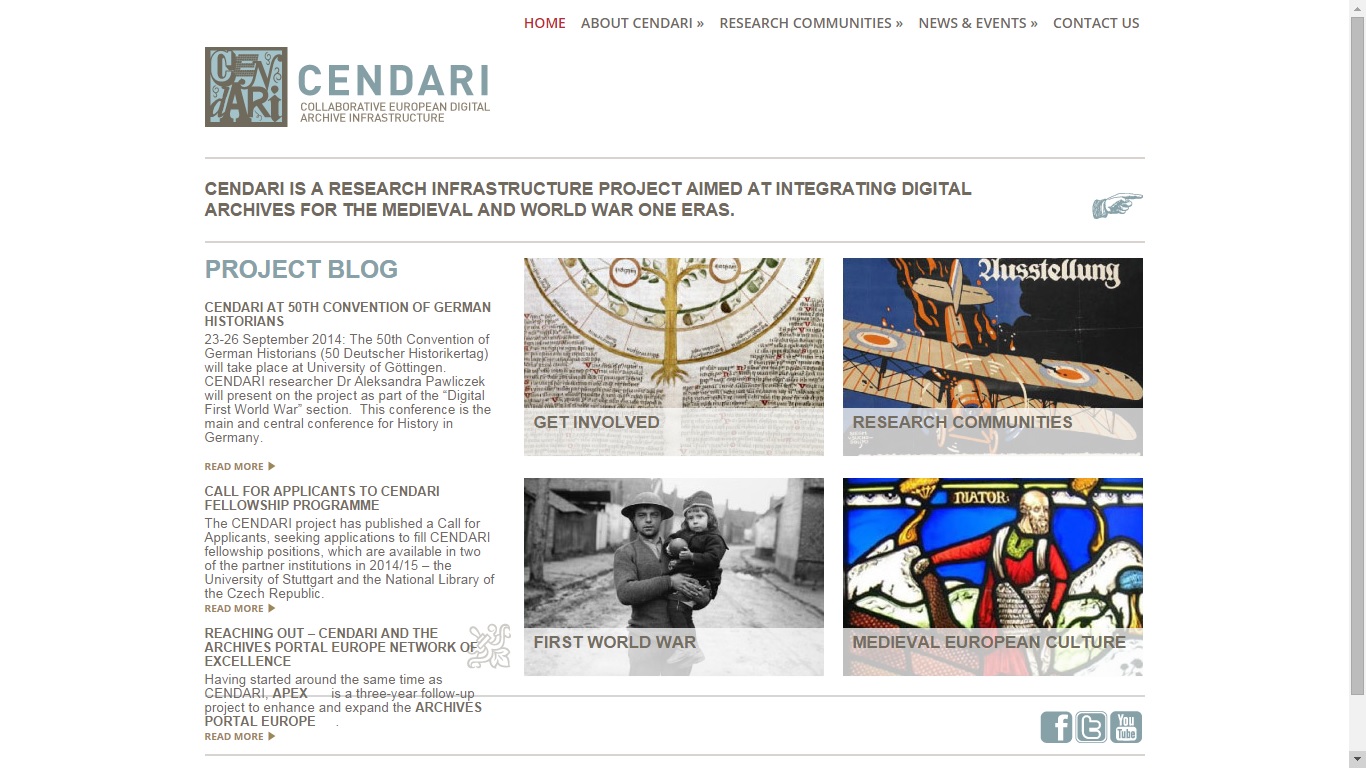 HOME ABOUT CENDARI » RESEARCH COMMUNITIES » NEWS & EVENTS » CONTACT US
CENDARI
CENDARI
COLLABORATIVE EUROPEAN DIGITAL
ARCHIVE INFRASTRUCTURE
CENDARI IS A RESEARCH INFRASTRUCTURE PROJECT AIMED AT INTEGRATING DIGITAL
ARCHIVES FOR THE MEDIEVAL AND WORLD WAR ONE ERAS.
PROJECT BLOG
CENDARI AT 50TH CONVENTION OF GERMAN
HISTORIANS
23-26 September 2014: The 50th Convention of
German Historians (50 Deutscher Historikertag)
will take place at University of Göttingen.
CENDARI researcher Dr Aleksandra Pawliczek
will present on the project as part of the “Digital
First World War” section.  This conference is the
main and central conference for History in
Germany.
READ MORE
CALL FOR APPLICANTS TO CENDARI
FELLOWSHIP PROGRAMME
The CENDARI project has published a Call for
Applicants, seeking applications to fill CENDARI
fellowship positions, which are available in two
of the partner institutions in 2014/15 – the
University of Stuttgart and the National Library of
the Czech Republic.
READ MORE
REACHING OUT – CENDARI AND THE
ARCHIVES PORTAL EUROPE NETWORK OF
EXCELLENCE
Having started around the same time as
CENDARI, APEX is a three-year follow-up
project to enhance and expand the ARCHIVES
PORTAL EUROPE .
READ MORE
GET INVOLVED
Ausstellung
RESEARCH COMMUNITIES
FIRST WORLD WAR
NIATOR:
MEDIEVAL EUROPEAN CULTURE
You
Tube